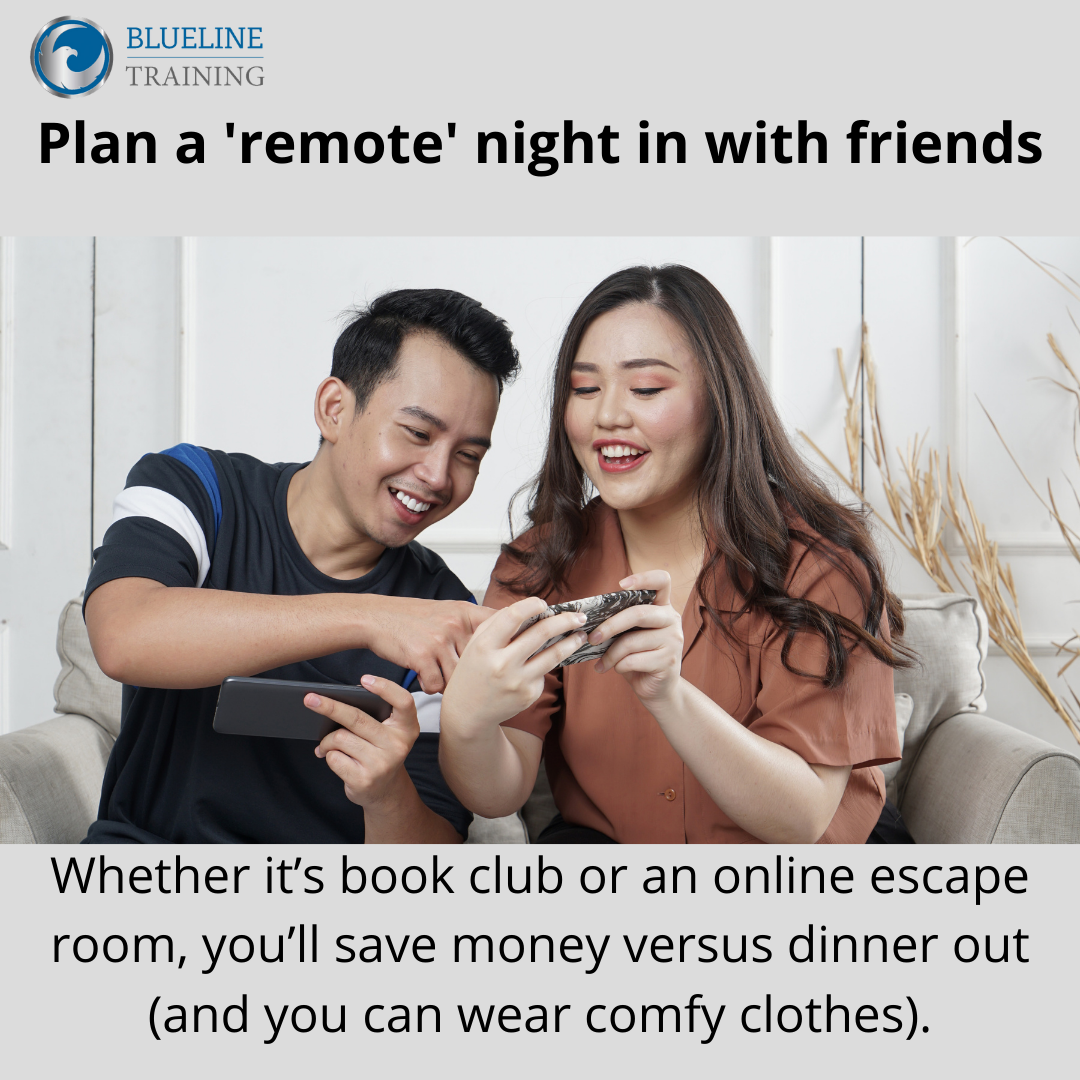 BLUELINE
TRAINING
Plan a 'remote' night in with friends
Whether it’s book club or an online escape
room, you’ll save money versus dinner out
(and you can wear comfy clothes).